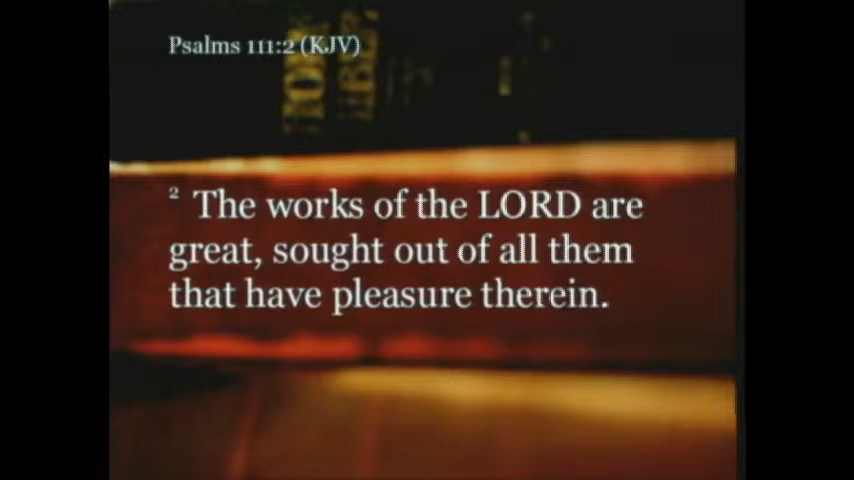 Psalms 111:2 (KJV)
² The works of the LORD are
great, sought out of all them
that have pleasure therein.